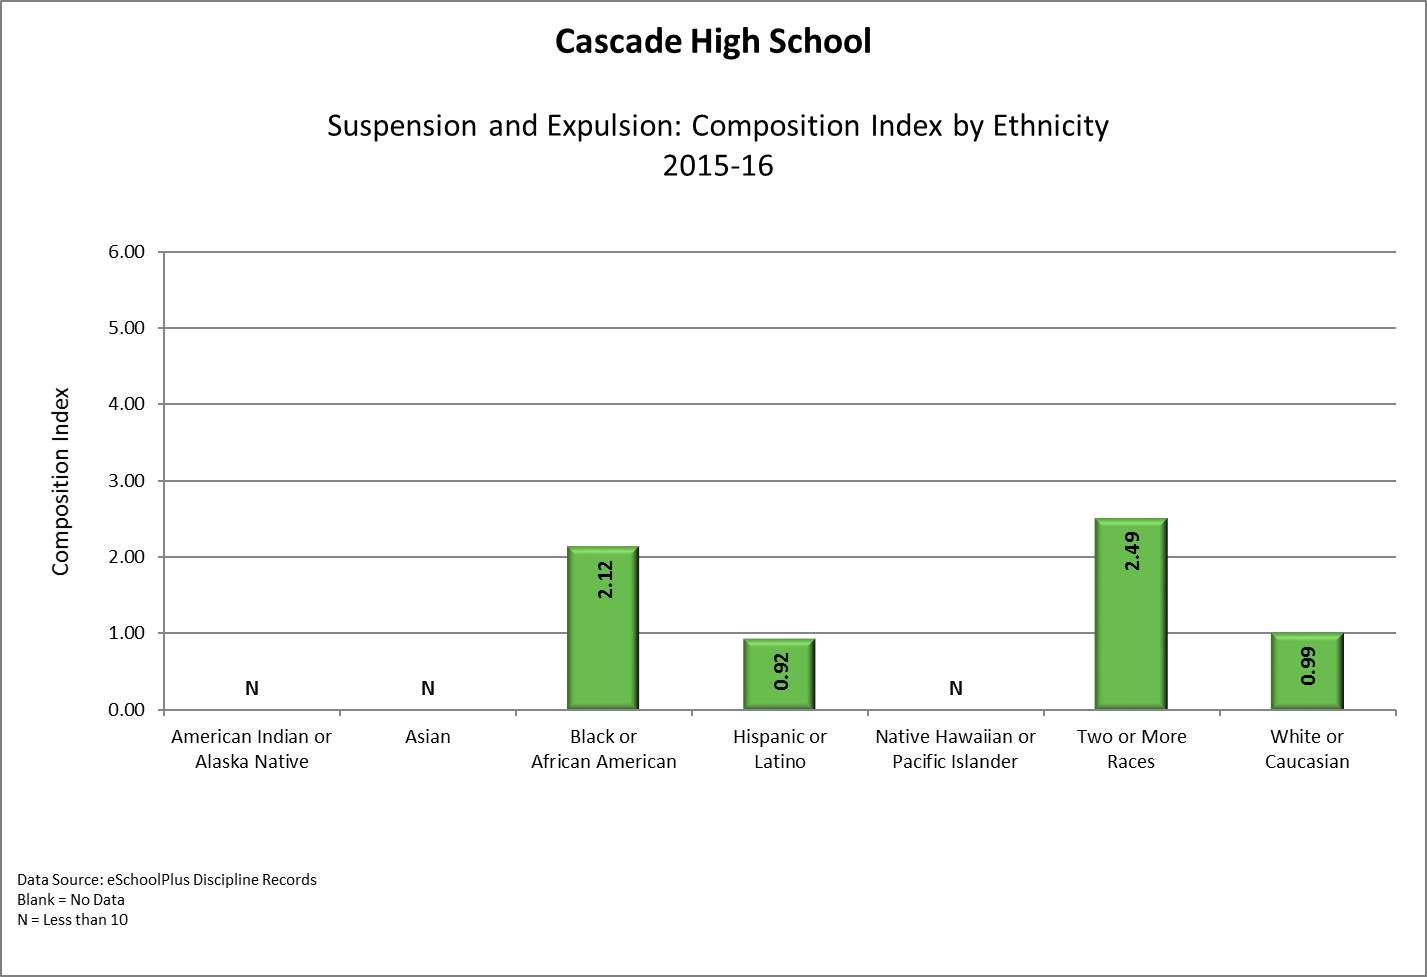 Cascade High School
Suspension and Expulsion: Composition Index by Ethnicity
2015-16
6.00
5.00
4.00
3.00
2.00
1.00
0.00
Composition Index
N
N
2.12
0.92
N
2.49
0.99
American Indian or
Alaska Native
Asian
Black or
African American
Hispanic or
Latino
Native Hawaiian or
Pacific Islander
Two or More
Races
White or
Caucasian
Data Source: eSchoolPlus Discipline Records
Blank = No Data
N = Less than 10